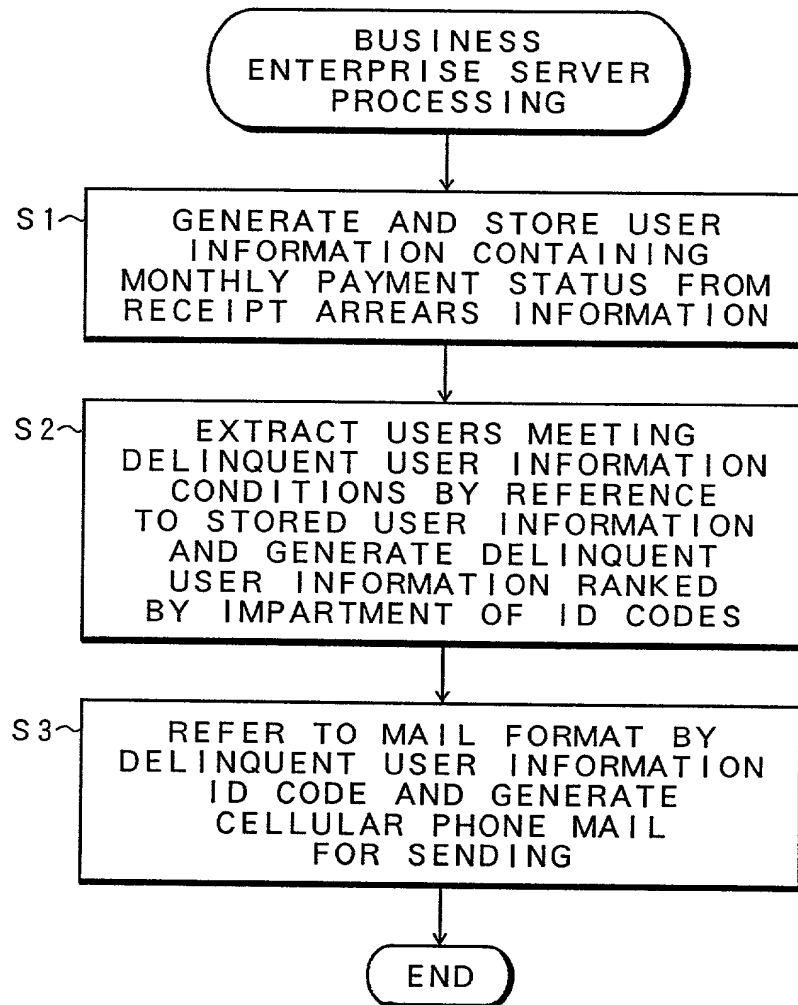 BUSINESS
ENTERPRISE SERVER
PROCESSING
S1
GENERATE AND STORE USER
INFORMATION CONTAINING
MONTHLY PAYMENT STATUS FROM
RECEIPT ARREARS INFORMATION
S2
EXTRACT USERS MEETING
DELINQUENT USER INFORMATION
CONDITIONS BY REFERENCE
TO STORED USER INFORMATION
AND GENERATE DELINQUENT
USER INFORMATION RANKED
BY IMPARTMENT OF ID CODES
S3
REFER TO MAIL FORMAT BY
DELINQUENT USER INFORMATION
ID CODE AND GENERATE
CELLULAR PHONE MAIL
FOR SENDING
END